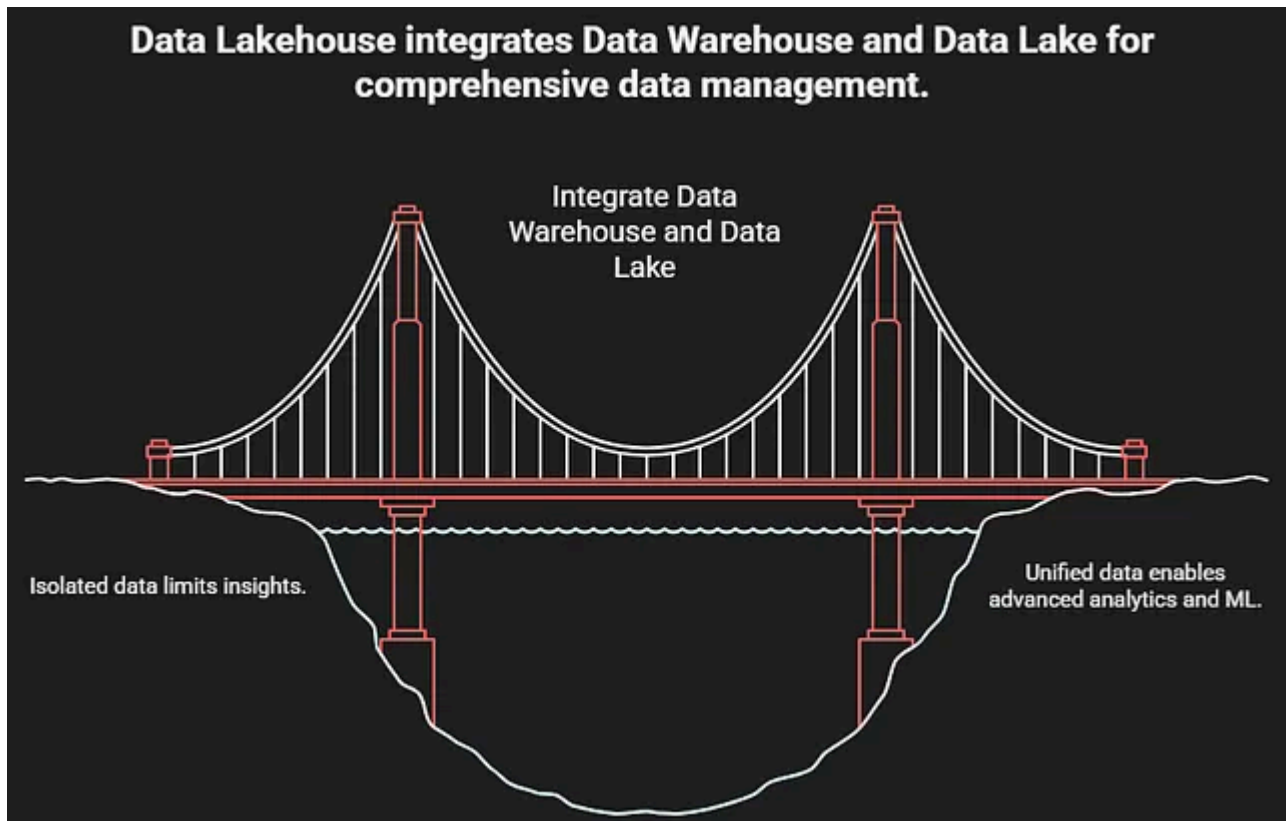 Data Lakehouse integrates Data Warehouse and Data Lake for
comprehensive data management.
Integrate Data
Warehouse and Data
Lake
Isolated data limits insights.
Unified data enables
advanced analytics and ML.